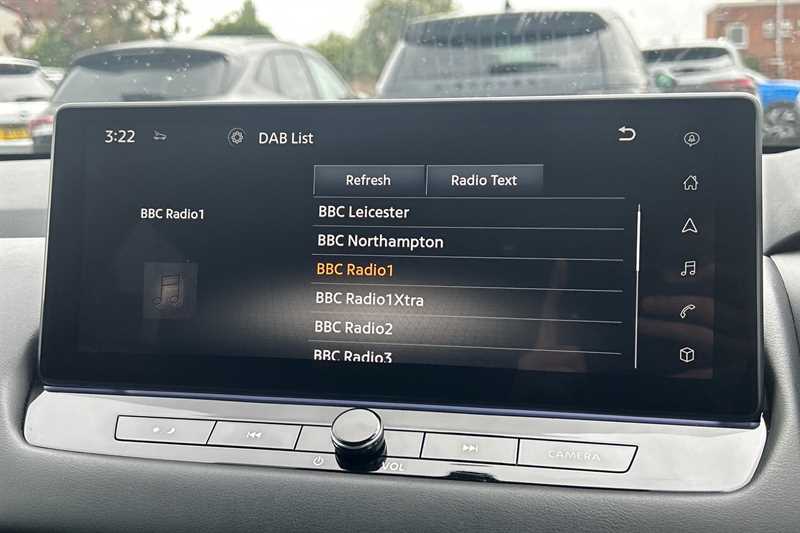 3:22
DAB List
Refresh
Radio Text
BBC Radio1
BBC Leicester
BBC Northampton
BBC Radio1
BBC Radio1Xtra
BBC Radio2
BBC Radio3
VOL
CAMERA